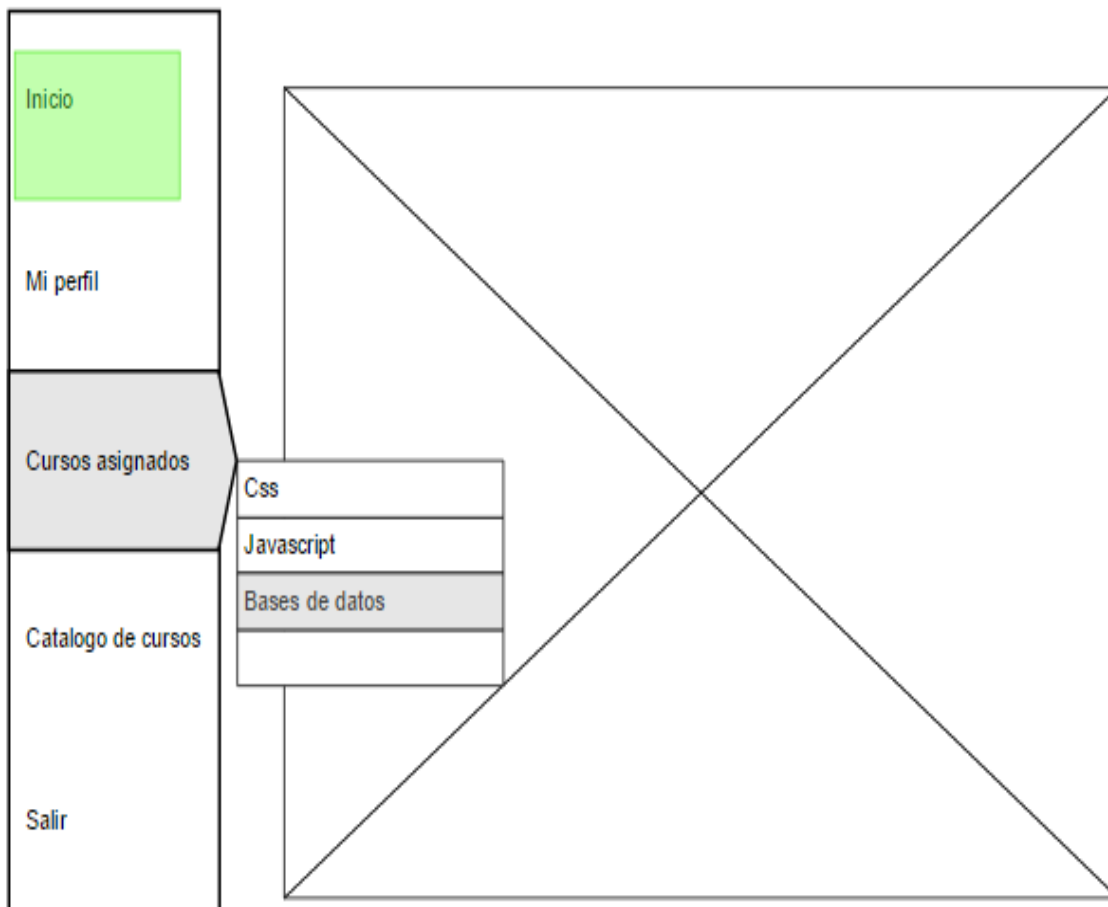 Inicio
Mi perfil
Cursos asignados
Css
Javascript
Bases de datos
Catalogo de cursos
Salir